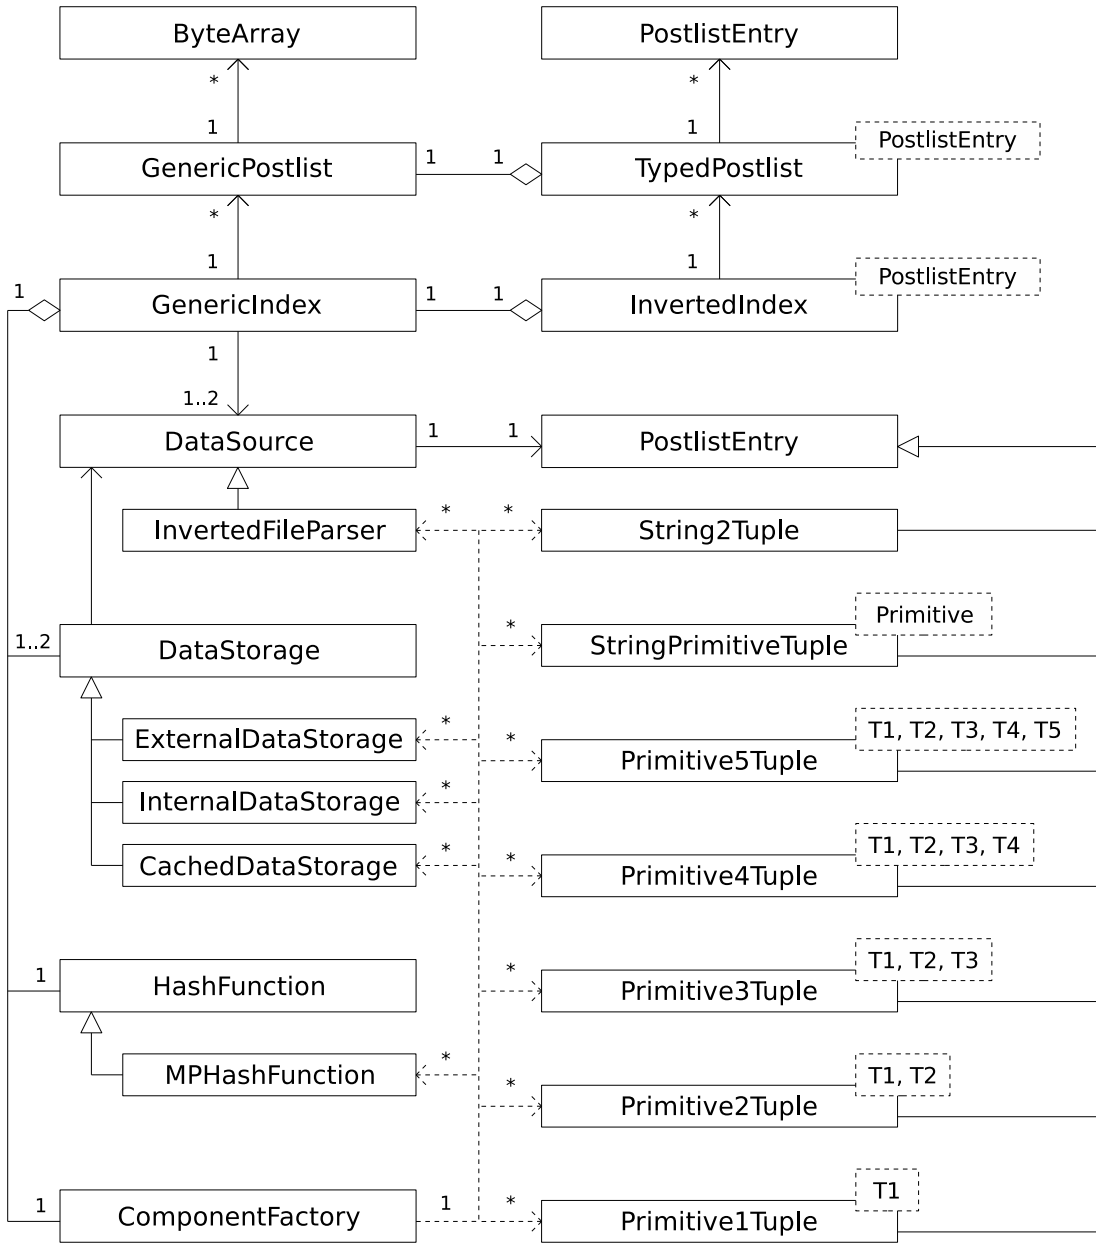 ByteArray
PostlistEntry
*
*
1
1
PostlistEntry
GenericPostlist
1
1
TypedPostlist
*
*
1
1
PostlistEntry
1
GenericIndex
1
1
InvertedIndex
1
1..2
DataSource
1
1
PostlistEntry
InvertedFileParser
*
*
String2Tuple
Primitive
*
1..2
DataStorage
StringPrimitiveTuple
T1, T2, T3, T4, T5
ExternalDataStorage
*
*
Primitive5Tuple
InternalDataStorage
*
T1, T2, T3, T4
CachedDataStorage
*
*
Primitive4Tuple
T1, T2, T3
1
HashFunction
*
Primitive3Tuple
MPHashFunction
*
T1, T2
*
Primitive2Tuple
T1
1
ComponentFactory
1
*
Primitive1Tuple